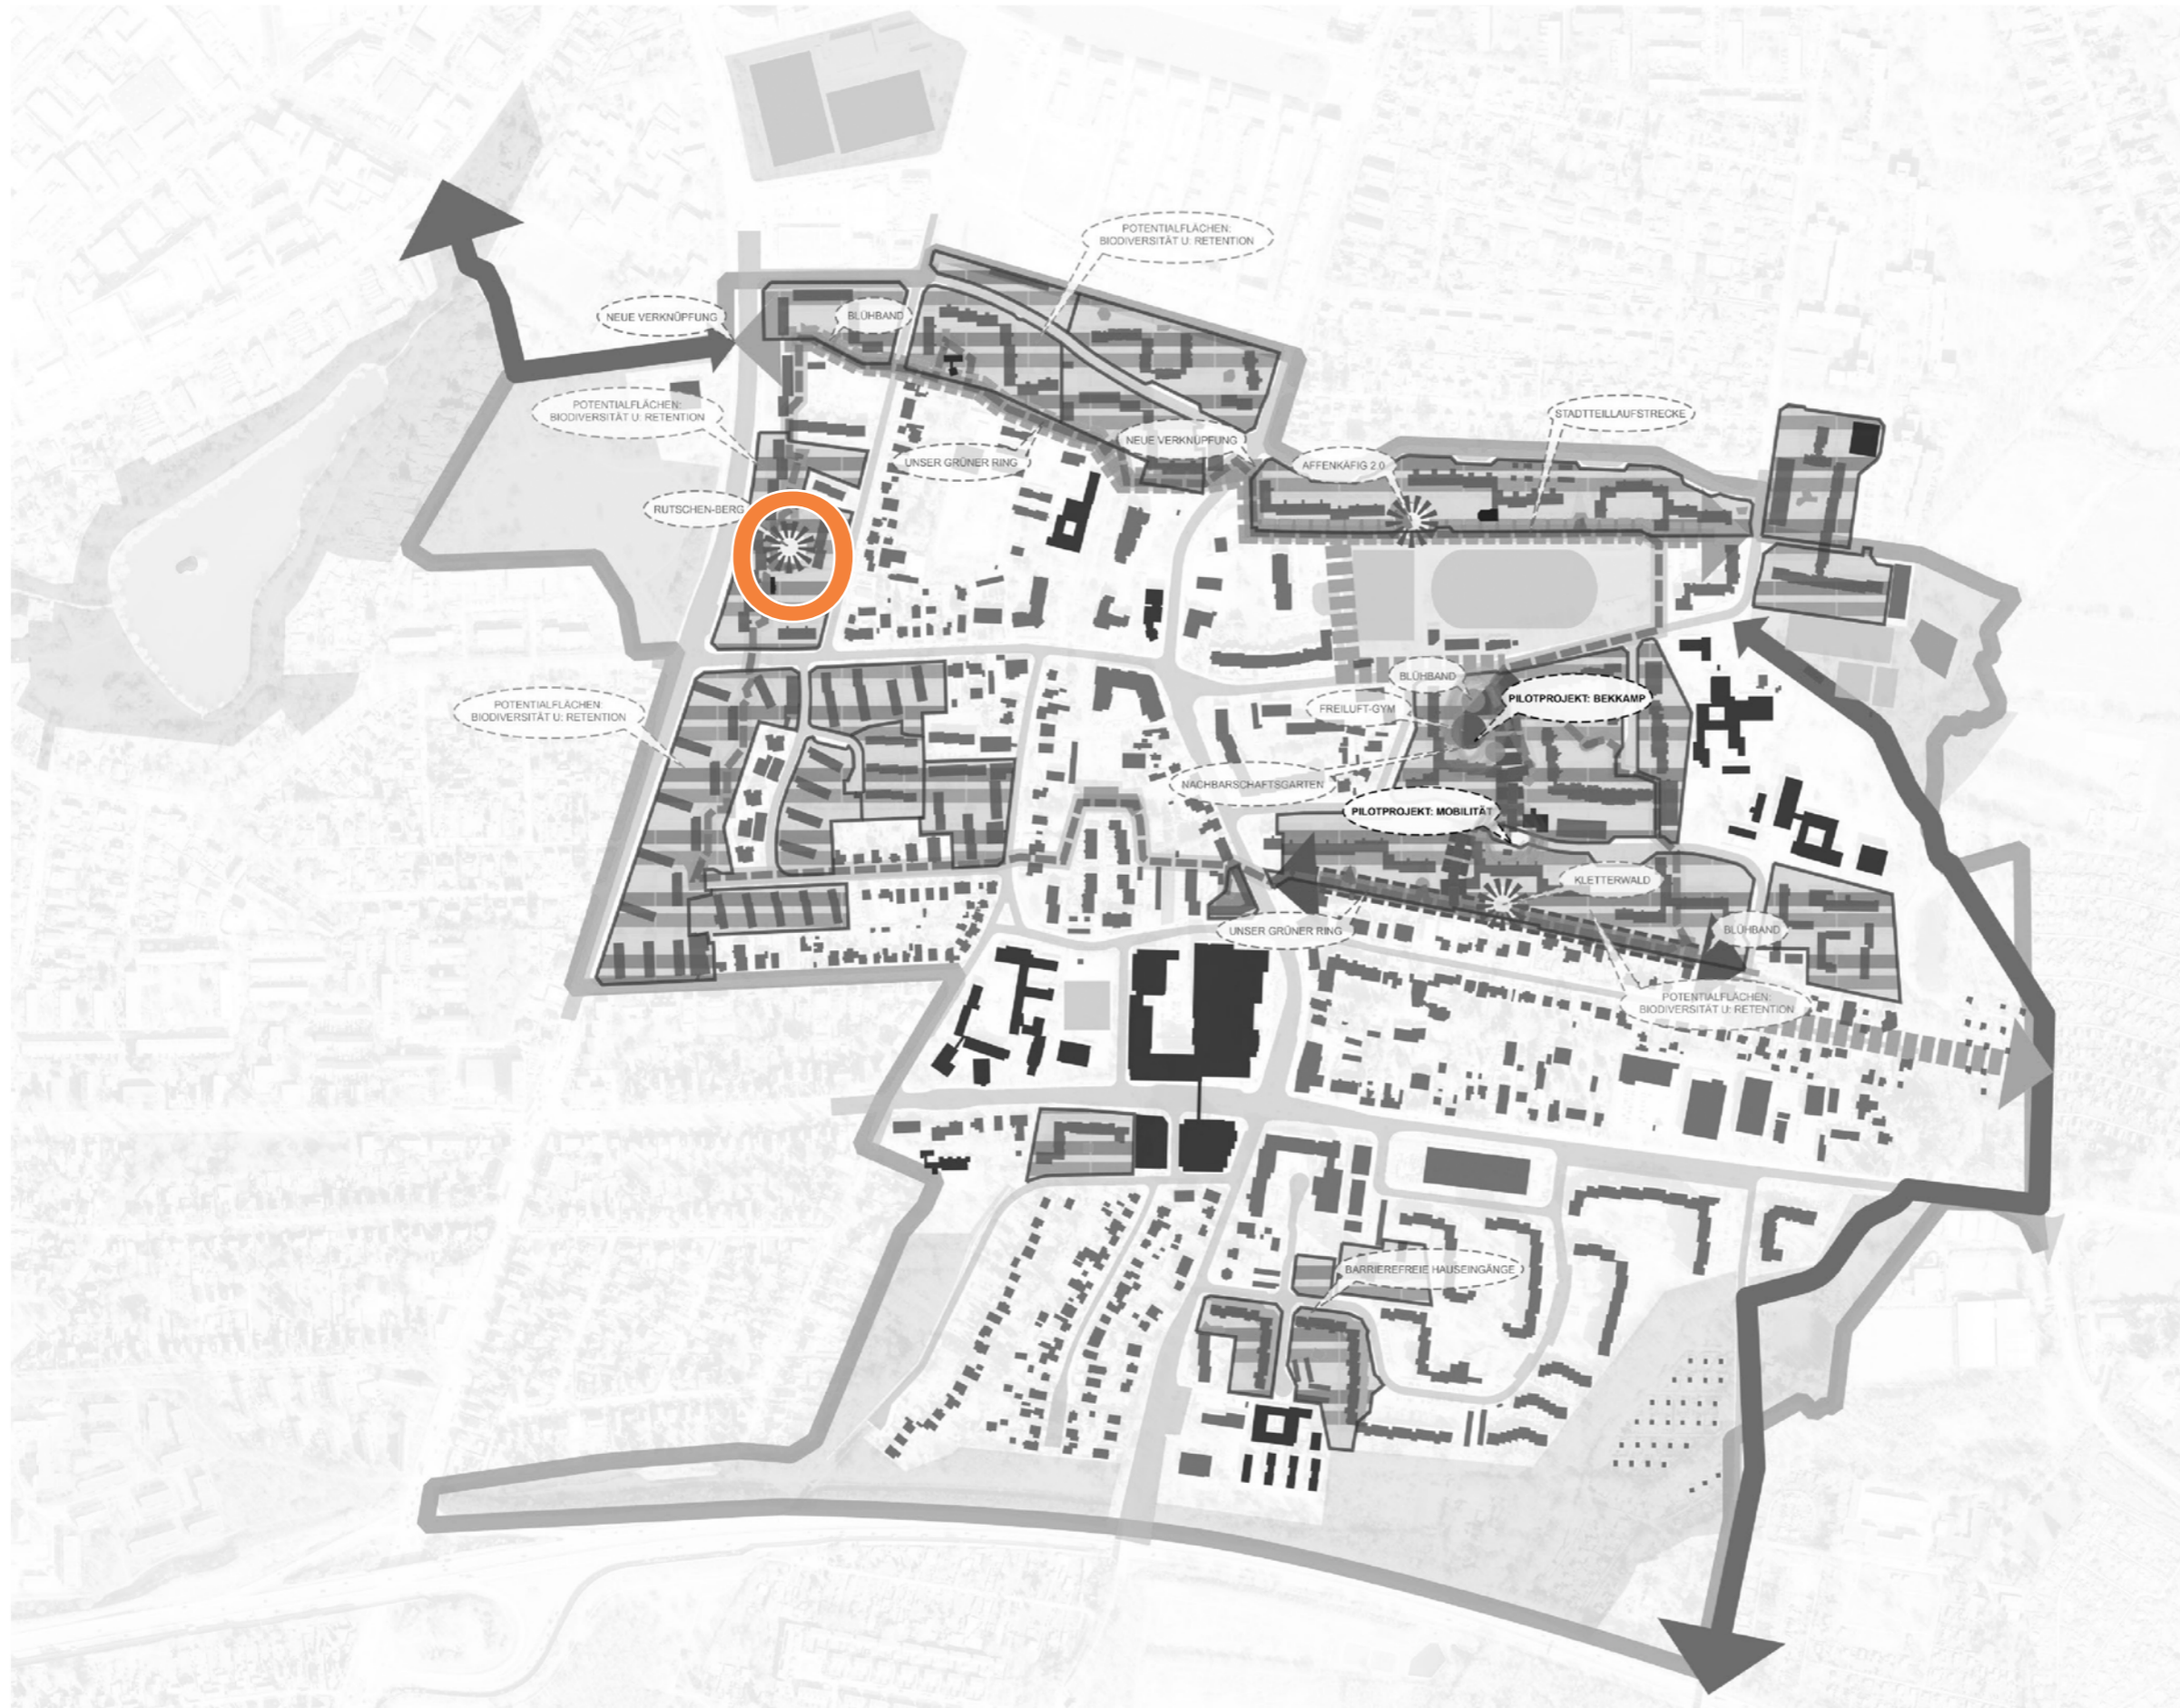 POTENTIALFLÄCHEN:
BIODIVERSITÄT U: RETENTION
NEUE VERKNÜPFUNG
BLÜHBAND
POTENTIALFLÄCHEN:
BIODIVERSITÄT U: RETENTION
STADTTEILLAUFSTRECKE
NEUE VERKNÜPFUNG
UNSER GRÜNER RING
AFFENKÄFIG 2.0
RUTSCHEN-BERG
BLÜHBAND
PILOTPROJEKT: BEKKAMP
FREILUFT-GYM
POTENTIALFLÄCHEN:
BIODIVERSITÄT U: RETENTION
NACHBARSCHAFTSGARTEN
PILOTPROJEKT: MOBILITÄT
KLETTERWALD
UNSER GRÜNER RING
BLÜHBAND
POTENTIALFLÄCHEN:
BIODIVERSITÄT U: RETENTION
BARRIEREFREIE HAUSEINGÄNGE